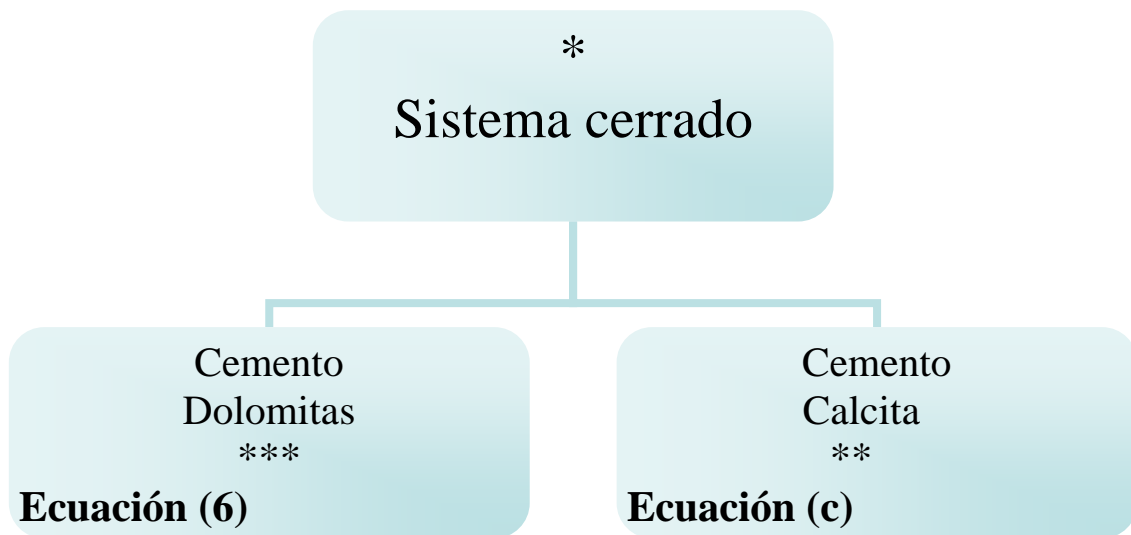 *
Sistema cerrado
Cemento
Dolomitas
***
Ecuación (6)
Cemento
Calcita
**
Ecuación (c)